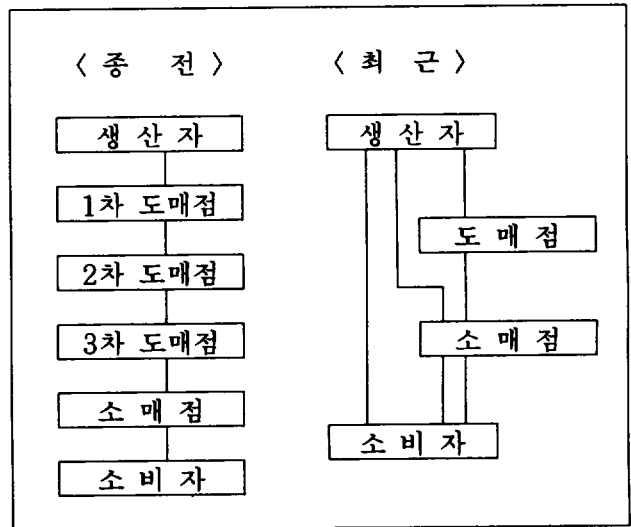 〈 종 전 〉
생 산 자
1차 도매점
2차 도매점
3차 도매점
소 매 점
소 비 자
〈 최 근 〉
생 산 자
도 매 점
소 매 점
소 비 자